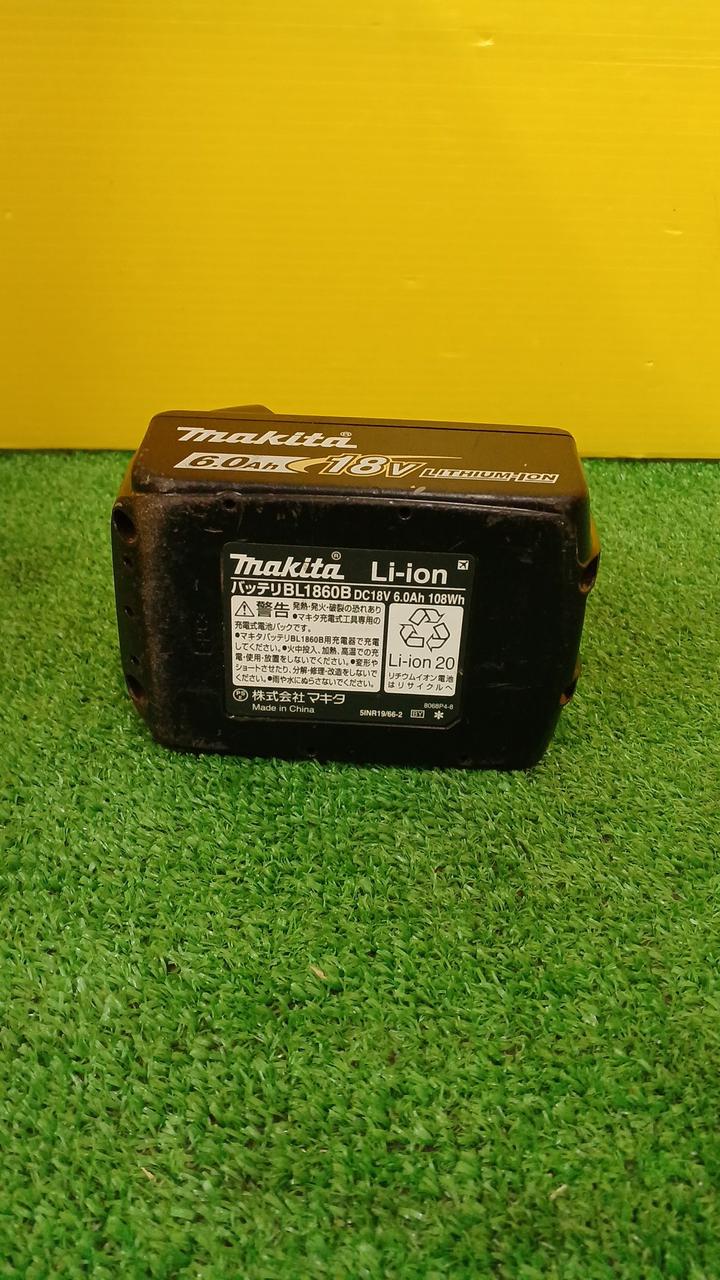 makita®
6.0Ah 18V LITHIUM-ION
makita® Li-ion
バッテリBL1860B DC18V 6.0Ah 108Wh
警告 発熱・発火・破裂の恐れあり
●マキタ充電式工具専用の
充電式電池パックです。
●マキタバッテリBL1860B用充電器で充電
してください。●火中投入、加熱、高温での充
電・使用・放置をしないでください。●変形や
ショートさせたり、分解・修理・改造をしないで
ください。●雨や水にぬらさないでください。
Li-ion 20
リチウムイオン電池
はリサイクルへ
PS E 株式会社マキタ
Made in China
8068P4-8
5INR19/66-2 BY ✻